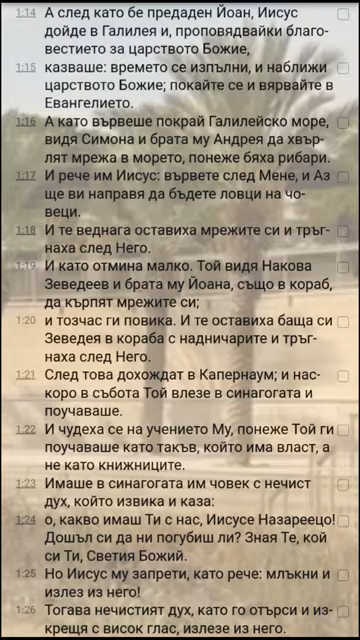 1:14 А след като бе предаден Йоан, Иисус
дойде в Галилея и, проповядвайки благо-
вестието за царството Божие,
1:15 казваше: времето се изпълни, и наближи
царството Божие; покайте се и вярвайте в
Евангелието.
1:16 А като вървеше покрай Галилейско море,
видя Симона и брата му Андрея да хвър-
лят мрежа в морето, понеже бяха рибари.
1:17 И рече им Иисус: вървете след Мене, и Аз
ще ви направя да бъдете ловци на чо-
веци.
1:18 И те веднага оставиха мрежите си и тръг-
наха след Него.
1:19 И като отмина малко. Той видя Накова
Зеведеев и брата му Йоана, също в кораб,
да кърпят мрежите си;
1:20 и тозчас ги повика. И те оставиха баща си
Зеведея в кораба с надничарите и тръг-
наха след Него.
1:21 След това дохождат в Капернаум; и нас-
коро в събота Той влезе в синагогата и
поучаваше.
1:22 И чудеха се на учението Му, понеже Той ги
поучаваше като такъв, който има власт, а
не като книжниците.
1:23 Имаше в синагогата им човек с нечист
дух, който извика и каза:
1:24 о, какво имаш Ти с нас, Иисусе Назареецо!
Дошъл си да ни погубиш ли? Зная Те, кой
си Ти, Светия Божий.
1:25 Но Иисус му запрети, като рече: млъкни и
излез из него!
1:26 Тогава нечистият дух, като го отърси и из-
крещя с висок глас, излезе из него.